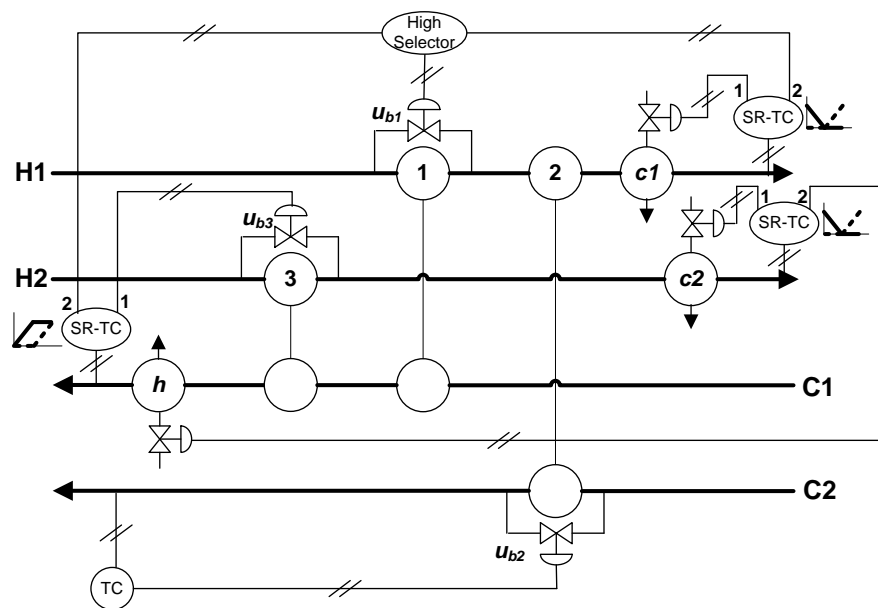 High
Selector
u_b1
1
2
SR-TC
H1
1
2
c1
1
2
SR-TC
u_b3
H2
3
c2
2
1
SR-TC
h
C1
C2
u_b2
TC